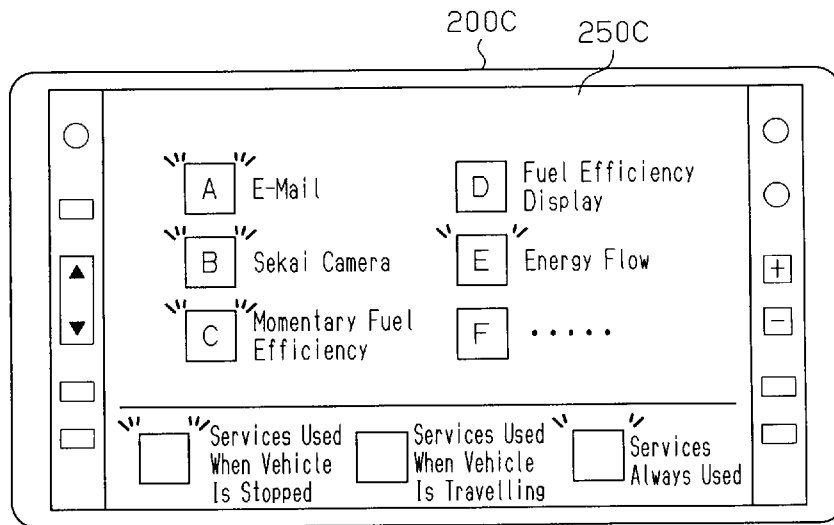 200C
250C
A E-Mail
B Sekai Camera
C Momentary Fuel
Efficiency
D Fuel Efficiency
Display
E Energy Flow
F ·····
Services Used
When Vehicle
Is Stopped
Services Used
When Vehicle
Is Travelling
Services
Always Used
▲
▼
+
−